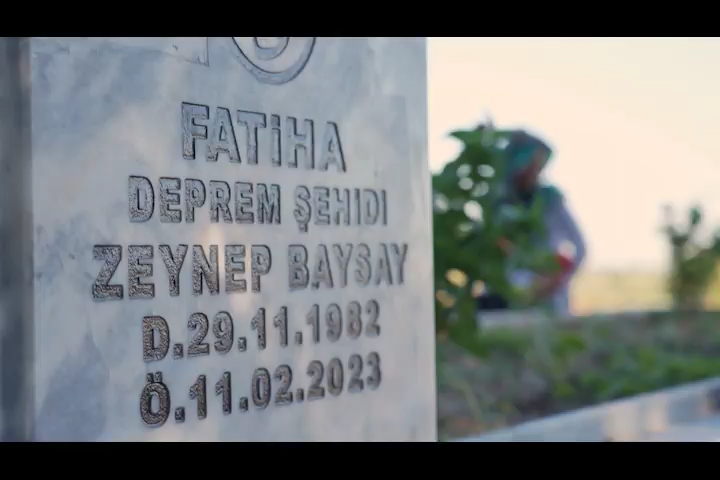 FATİHA
DEPREM ŞEHİDİ
ZEYNEP BAYSAY
D.29.11.1982
Ö.11.02.2023